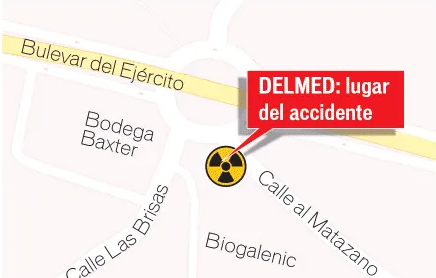 Bulevar del Ejército
DELMED: lugar
del accidente
Bodega
Baxter
Calle Las Brisas
Calle al Matazano
Biogalenic